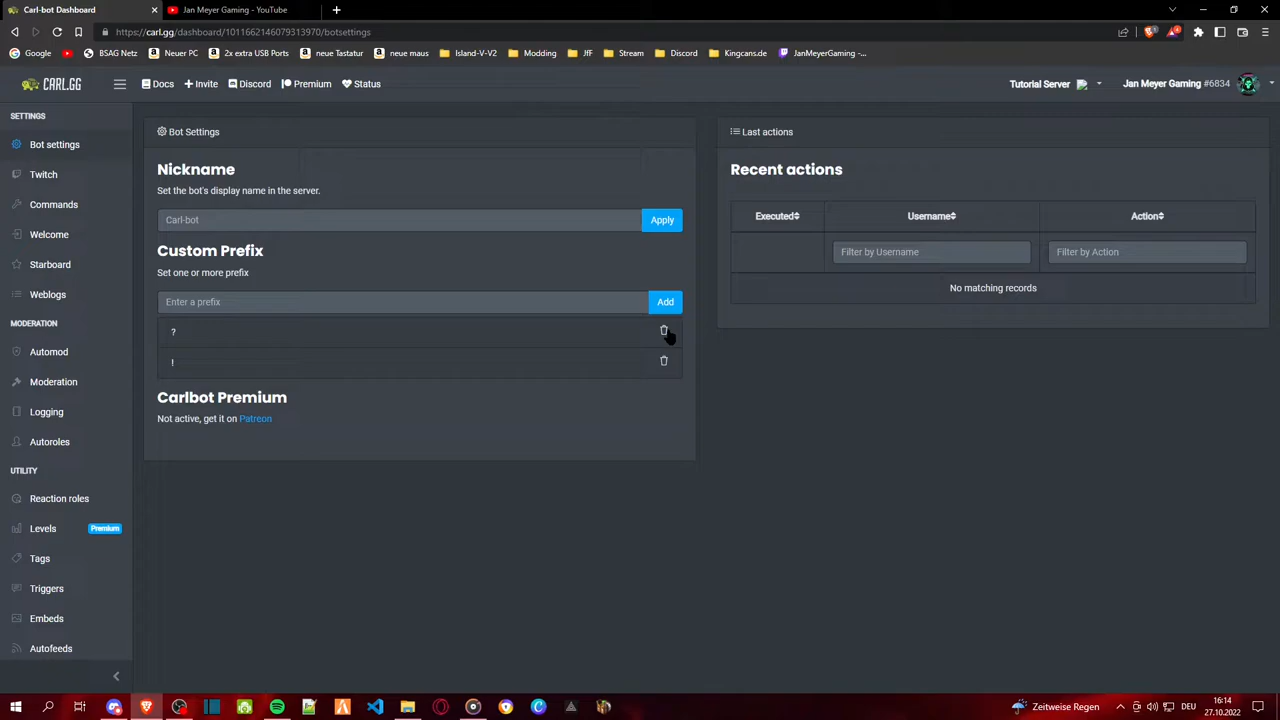 Carl-bot Dashboard
Jan Meyer Gaming - YouTube
https://carl.gg/dashboard/1011662146079313970/botsettings
Google
BSAG Netz
Neuer PC
2x extra USB Ports
neue Tastatur
neue maus
Island-V-V2
Modding
JfF
Stream
Discord
Kingcans.de
JanMeyerGaming -...
CARL.GG
Docs
Invite
Discord
Premium
Status
Tutorial Server
Jan Meyer Gaming #6834
SETTINGS
Bot settings
Twitch
Commands
Welcome
Starboard
Weblogs
MODERATION
Automod
Moderation
Logging
Autoroles
UTILITY
Reaction roles
Levels
Premium
Tags
Triggers
Embeds
Autofeeds
Bot Settings
Nickname
Set the bot's display name in the server.
Carl-bot
Apply
Custom Prefix
Set one or more prefix
Enter a prefix
Add
?
!
Carlbot Premium
Not active, get it on Patreon
Last actions
Recent actions
Executed
Username
Action
Filter by Username
Filter by Action
No matching records
Zeitweise Regen
DEU
16:14
27.10.2022